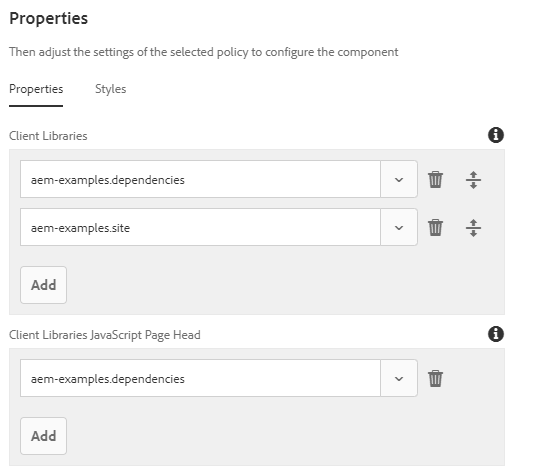 Properties
Then adjust the settings of the selected policy to configure the component
Properties Styles
Client Libraries
aem-examples.dependencies
aem-examples.site
Add
Client Libraries JavaScript Page Head
aem-examples.dependencies
Add